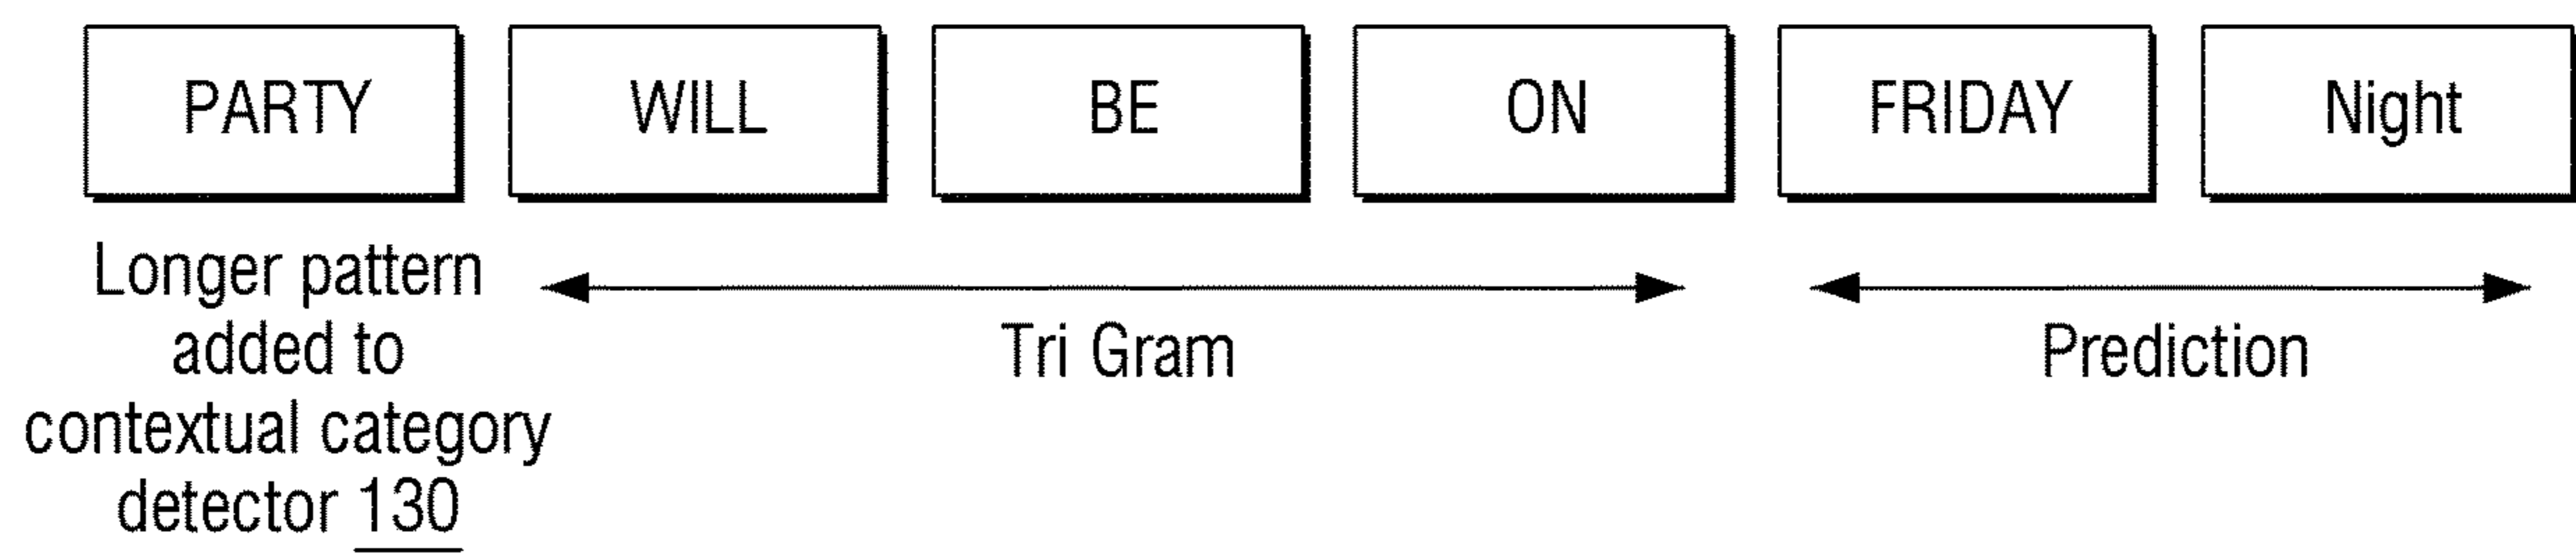 PARTY WILL BE ON FRIDAY Night
Longer pattern
added to
contextual category
detector 130
Tri Gram
Prediction